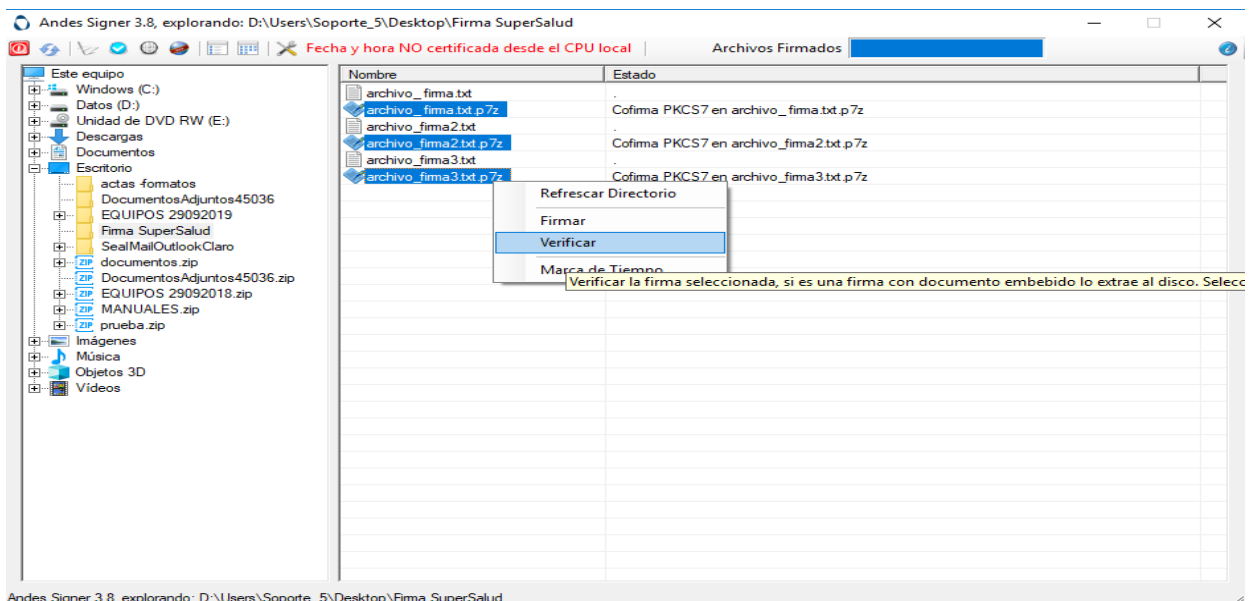 Andes Signer 3.8, explorando: D:\Users\Soporte_5\Desktop\Firma SuperSalud
Fecha y hora NO certificada desde el CPU local
Archivos Firmados
Este equipo
Windows (C:)
Datos (D:)
Unidad de DVD RW (E:)
Descargas
Documentos
Escritorio
actas -formatos
DocumentosAdjuntos45036
EQUIPOS 29092019
Firma SuperSalud
SealMailOutlookClaro
ZIP documentos.zip
ZIP DocumentosAdjuntos45036.zip
ZIP EQUIPOS 29092018.zip
ZIP MANUALES.zip
ZIP prueba.zip
Imágenes
Música
Objetos 3D
Vídeos
Nombre Estado
archivo_ firma.txt .
archivo_ firma.txt.p7z Cofirma PKCS7 en archivo_ firma.txt.p7z
archivo_firma2.txt .
archivo_firma2.txt.p7z Cofirma PKCS7 en archivo_firma2.txt.p7z
archivo_firma3.txt .
archivo_firma3.txt.p7z Cofirma PKCS7 en archivo_firma3.txt.p7z
Refrescar Directorio
Firmar
Verificar
Marca de Tiempo
Verificar la firma seleccionada, si es una firma con documento embebido lo extrae al disco. Selecc
Andes Signer 3.8, explorando: D:\Users\Soporte_5\Desktop\Firma SuperSalud